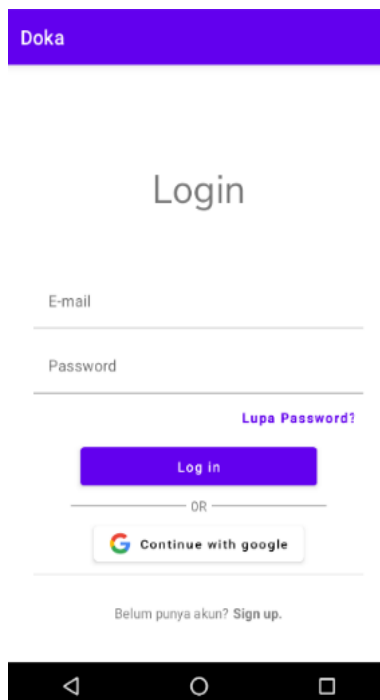 Doka
Login
E-mail
Password
Lupa Password?
Log in
OR
Continue with google
Belum punya akun? Sign up.